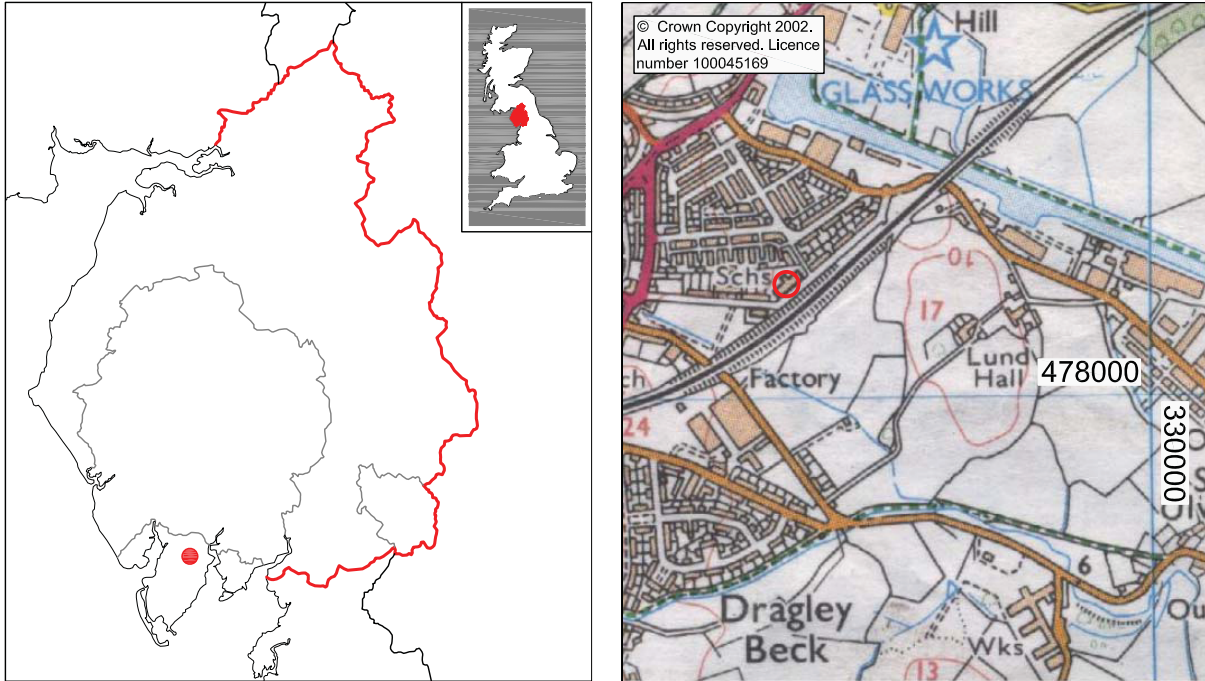 © Crown Copyright 2002.
All rights reserved. Licence
number 100045169
Hill
GLASS WORKS
Schs
10
17
Lund
Hall
478000
330000
ch
Factory
24
Dragley
Beck
Wks
6
13